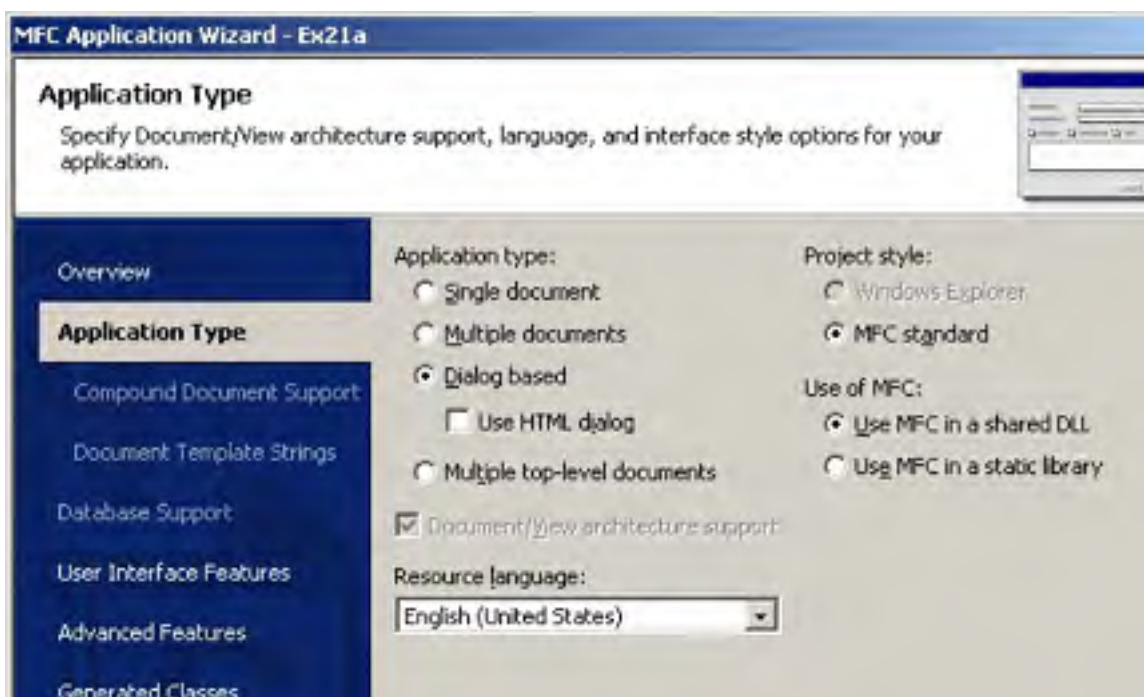 MFC Application Wizard - Ex21a
Application Type
Specify Document/View architecture support, language, and interface style options for your
application.
Overview
Application Type
Compound Document Support
Document Template Strings
Database Support
User Interface Features
Advanced Features
Generated Classes
Application type:
Single document
Multiple documents
Dialog based
Use HTML dialog
Multiple top-level documents
Document/View architecture support
Resource language:
English (United States)
Project style:
Windows Explorer
MFC standard
Use of MFC:
Use MFC in a shared DLL
Use MFC in a static library